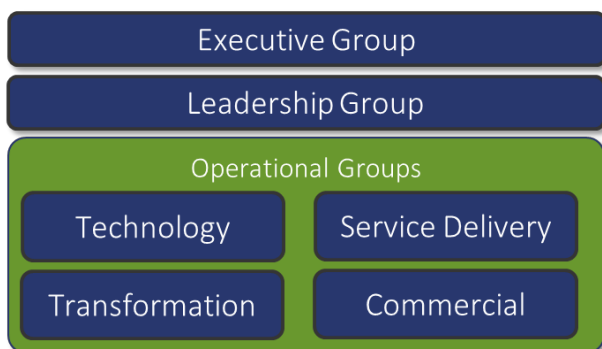 Executive Group
Leadership Group
Operational Groups
Technology
Service Delivery
Transformation
Commercial